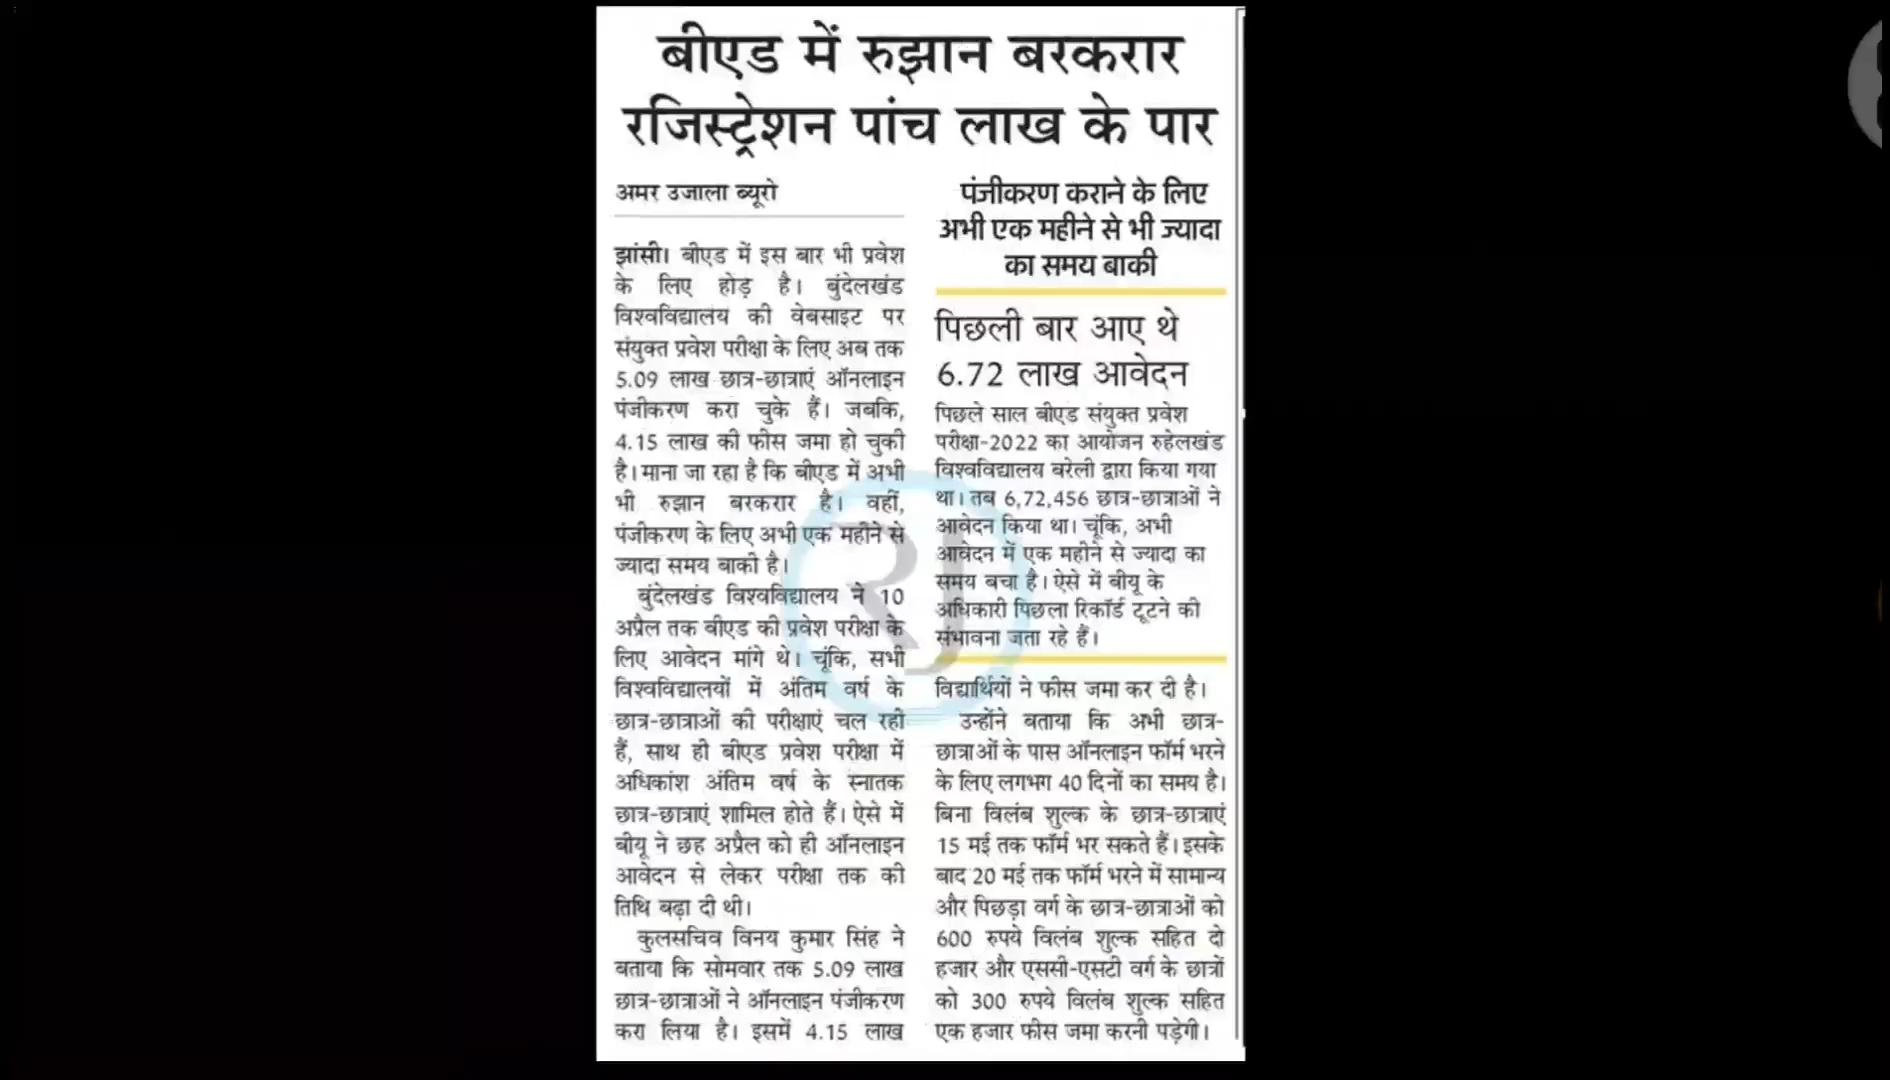 बीएड में रुझान बरकरार
रजिस्ट्रेशन पांच लाख के पार
अमर उजाला ब्यूरो
झांसी। बीएड में इस बार भी प्रवेश
के लिए होड़ है। बुंदेलखंड
विश्वविद्यालय की वेबसाइट पर
संयुक्त प्रवेश परीक्षा के लिए अब तक
5.09 लाख छात्र-छात्राएं ऑनलाइन
पंजीकरण करा चुके हैं। जबकि,
4.15 लाख की फीस जमा हो चुकी
है। माना जा रहा है कि बीएड में अभी
भी रुझान बरकरार है। वहीं,
पंजीकरण के लिए अभी एक महीने से
ज्यादा समय बाकी है।
बुंदेलखंड विश्वविद्यालय ने 10
अप्रैल तक बीएड की प्रवेश परीक्षा के
लिए आवेदन मांगे थे। चूंकि, सभी
विश्वविद्यालयों में अंतिम वर्ष के
छात्र-छात्राओं की परीक्षाएं चल रही
हैं, साथ ही बीएड प्रवेश परीक्षा में
अधिकांश अंतिम वर्ष के स्नातक
छात्र-छात्राएं शामिल होते हैं। ऐसे में
बीयू ने छह अप्रैल को ही ऑनलाइन
आवेदन से लेकर परीक्षा तक की
तिथि बढ़ा दी थी।
कुलसचिव विनय कुमार सिंह ने
बताया कि सोमवार तक 5.09 लाख
छात्र-छात्राओं ने ऑनलाइन पंजीकरण
करा लिया है। इसमें 4.15 लाख
पंजीकरण कराने के लिए
अभी एक महीने से भी ज्यादा
का समय बाकी
पिछली बार आए थे
6.72 लाख आवेदन
पिछले साल बीएड संयुक्त प्रवेश
परीक्षा-2022 का आयोजन रुहेलखंड
विश्वविद्यालय बरेली द्वारा किया गया
था। तब 6,72,456 छात्र-छात्राओं ने
आवेदन किया था। चूंकि, अभी
आवेदन में एक महीने से ज्यादा का
समय बचा है। ऐसे में बीयू के
अधिकारी पिछला रिकॉर्ड टूटने की
संभावना जता रहे हैं।
विद्यार्थियों ने फीस जमा कर दी है।
उन्होंने बताया कि अभी छात्र-
छात्राओं के पास ऑनलाइन फॉर्म भरने
के लिए लगभग 40 दिनों का समय है।
बिना विलंब शुल्क के छात्र-छात्राएं
15 मई तक फॉर्म भर सकते हैं। इसके
बाद 20 मई तक फॉर्म भरने में सामान्य
और पिछड़ा वर्ग के छात्र-छात्राओं को
600 रुपये विलंब शुल्क सहित दो
हजार और एससी-एसटी वर्ग के छात्रों
को 300 रुपये विलंब शुल्क सहित
एक हजार फीस जमा करनी पड़ेगी।
RJ